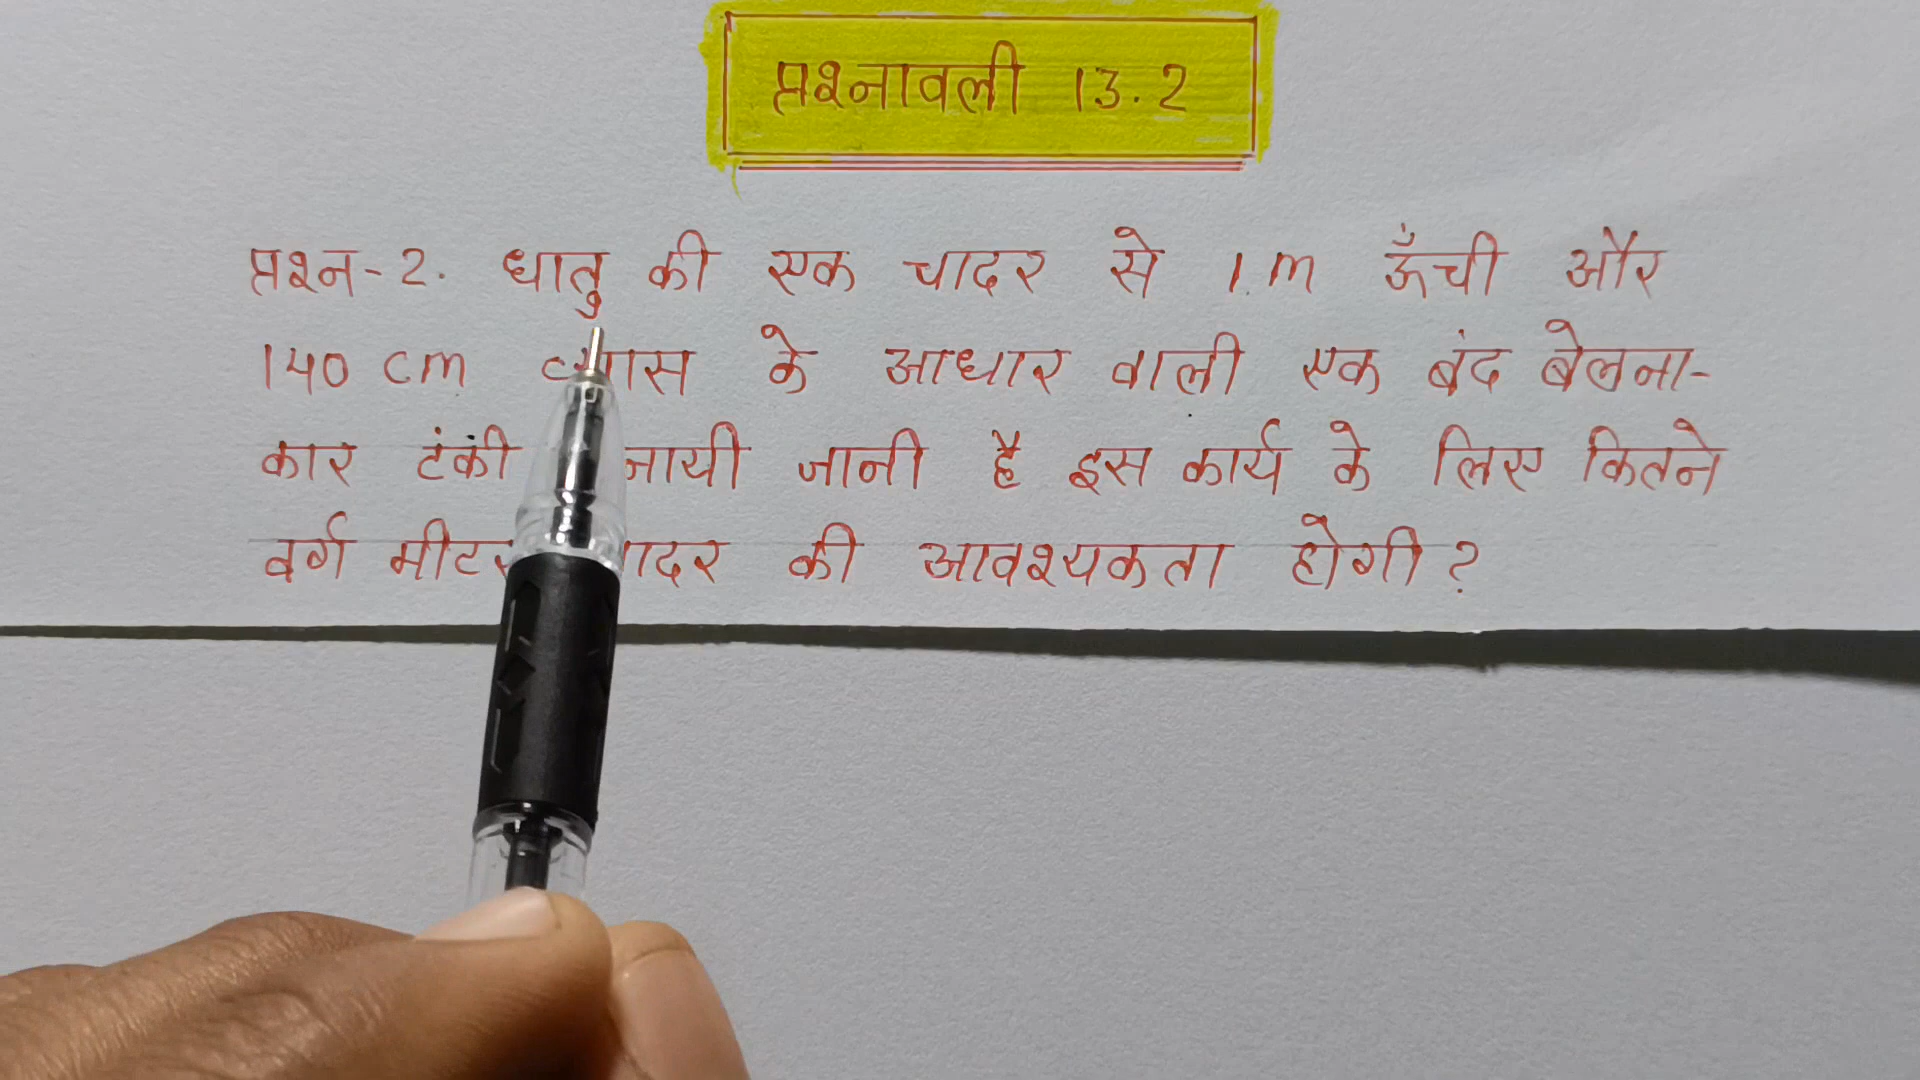 प्रश्नावली 13.2
प्रश्न-2. धातु की एक चादर से 1 m ऊँची और
140 cm व्यास के आधार वाली एक बंद बेलना-
कार टंकी जानी है इस कार्य के लिए कितने
वर्ग मीटर की आवश्यकता होगी ?